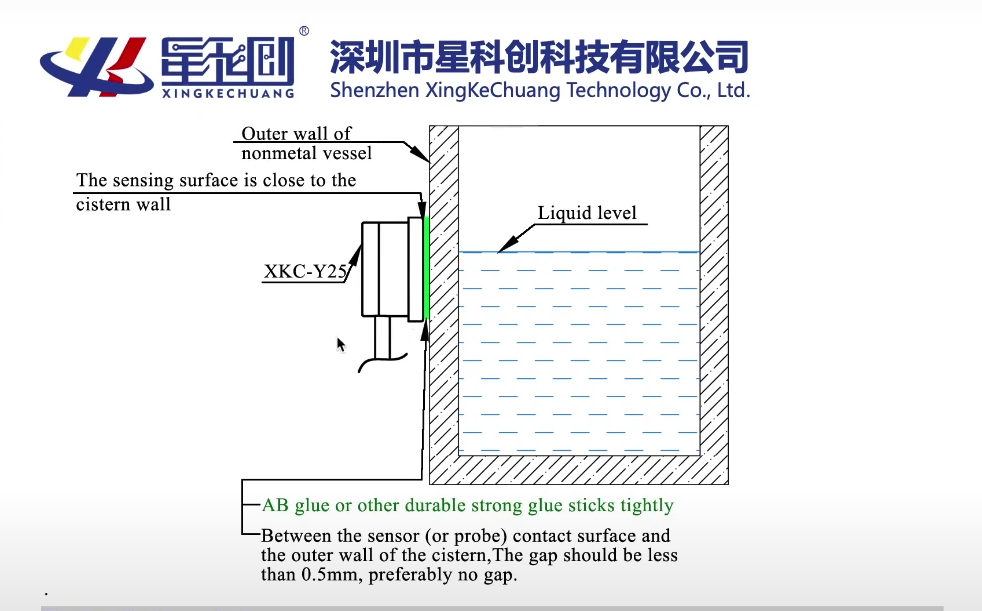 星科创®
XINGKECHUANG
深圳市星科创科技有限公司
Shenzhen XingKeChuang Technology Co., Ltd.
Outer wall of
nonmetal vessel
The sensing surface is close to the
cistern wall
Liquid level
XKC-Y25
AB glue or other durable strong glue sticks tightly
Between the sensor (or probe) contact surface and
the outer wall of the cistern,The gap should be less
than 0.5mm, preferably no gap.